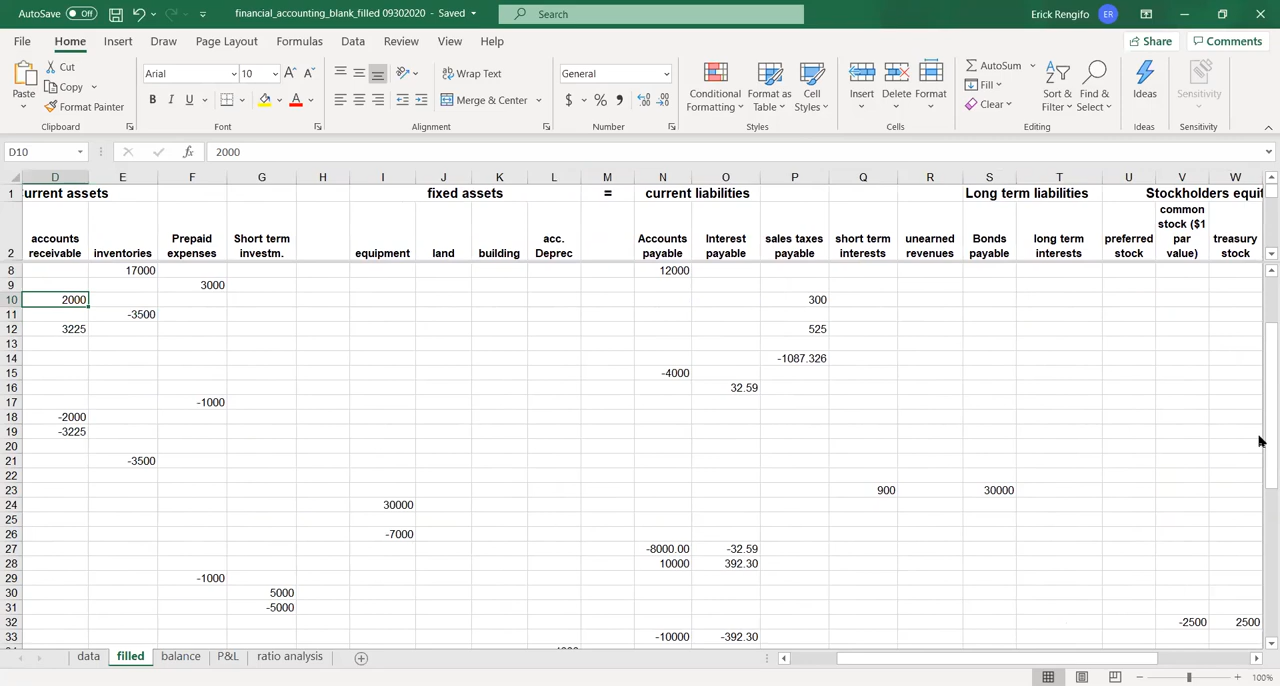 AutoSave Off financial_accounting_blank_filled 09302020 - Saved Search Erick Rengifo ER
File Home Insert Draw Page Layout Formulas Data Review View Help Share Comments
Paste Cut Copy Format Painter Clipboard
Arial 10 A A B I U A Font
Wrap Text Merge & Center Alignment
General $ % Number
Conditional Formatting Format as Table Cell Styles Styles
Insert Delete Format Cells
AutoSum Fill Clear Sort & Filter Find & Select Editing
Ideas Ideas
Sensitivity Sensitivity
D10 fx 2000
D E F G H I J K L M N O P Q R S T U V W
1 urrent assets fixed assets = current liabilities Long term liabilities Stockholders equit
2 accounts receivable inventories Prepaid expenses Short term investm. equipment land building acc. Deprec Accounts payable Interest payable sales taxes payable short term interests unearned revenues Bonds payable long term interests preferred stock common stock ($1 par value) treasury stock
8 17000 12000
9 3000
10 2000 300
11 -3500
12 3225 525
13
14 -1087.326
15 -4000
16 32.59
17 -1000
18 -2000
19 -3225
20
21 -3500
22
23 900 30000
24 30000
25
26 -7000
27 -8000.00 -32.59
28 10000 392.30
29 -1000
30 5000
31 -5000
32 -2500 2500
33 -10000 -392.30
data filled balance P&L ratio analysis
100%